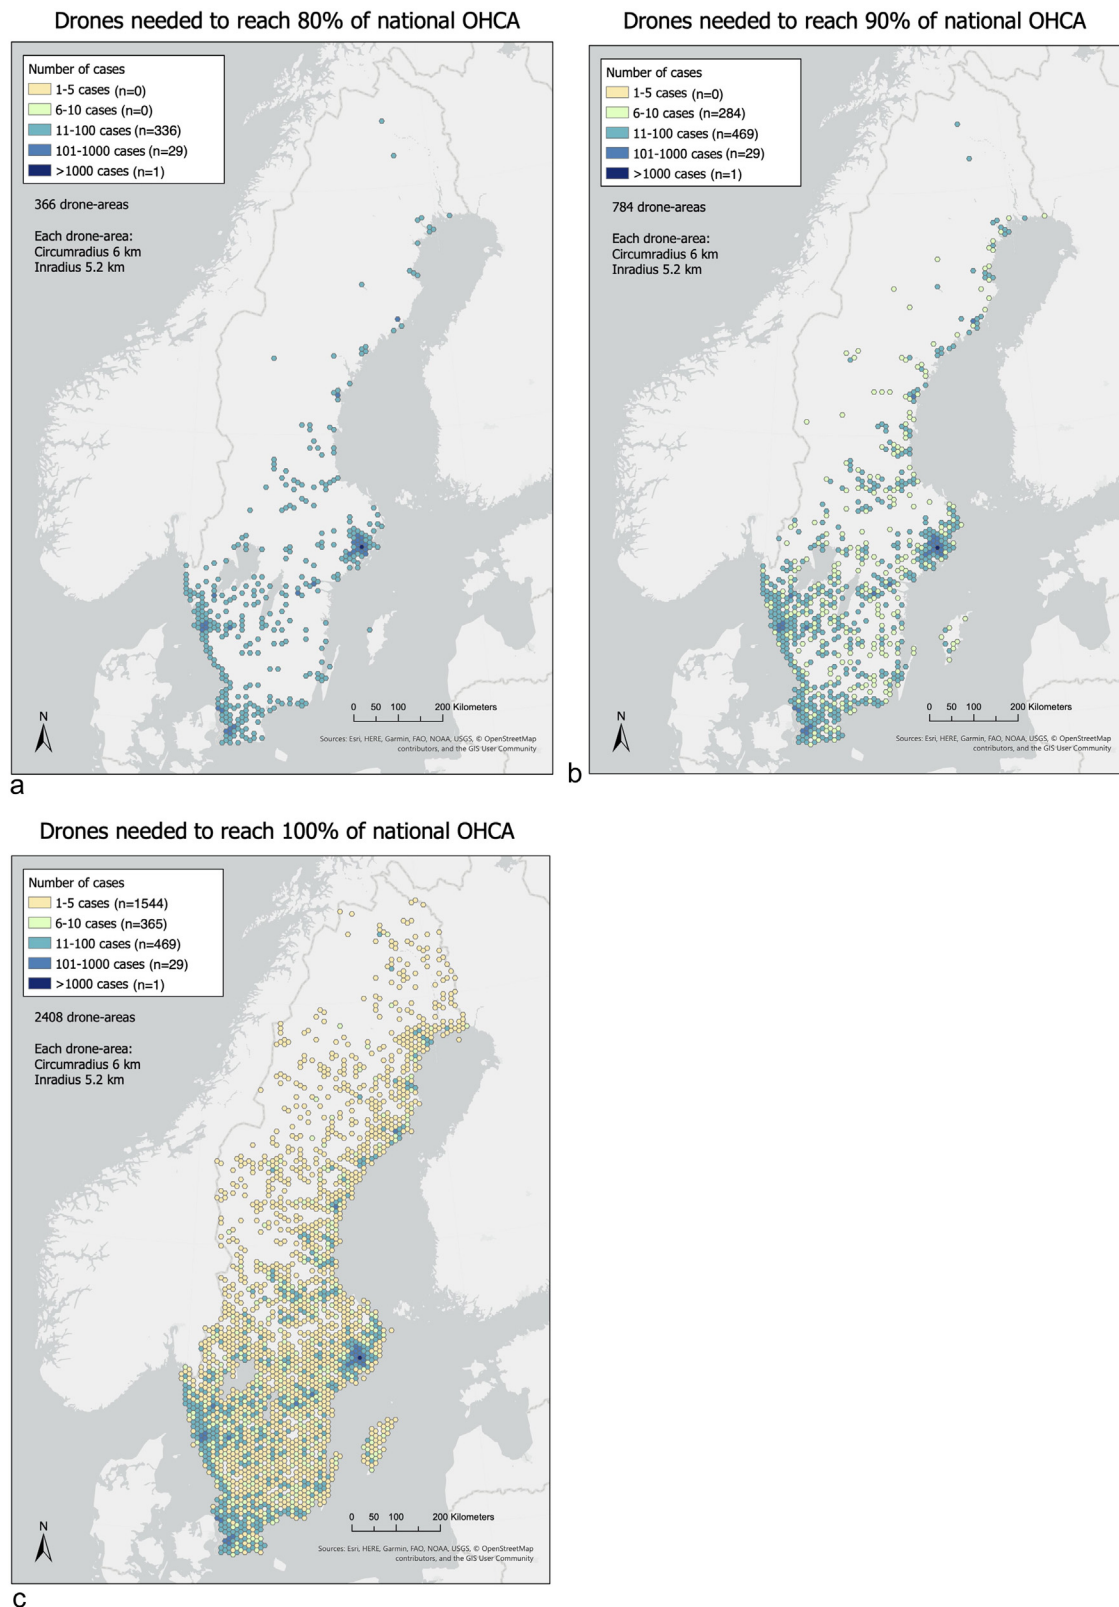 Drones needed to reach 80% of national OHCA
Number of cases
1-5 cases (n=0)
6-10 cases (n=0)
11-100 cases (n=336)
101-1000 cases (n=29)
>1000 cases (n=1)
366 drone-areas
Each drone-area:
Circumradius 6 km
Inradius 5.2 km
N
0 50 100 200 Kilometers
Sources: Esri, HERE, Garmin, FAO, NOAA, USGS, © OpenStreetMap
contributors, and the GIS User Community
a
Drones needed to reach 90% of national OHCA
Number of cases
1-5 cases (n=0)
6-10 cases (n=284)
11-100 cases (n=469)
101-1000 cases (n=29)
>1000 cases (n=1)
784 drone-areas
Each drone-area:
Circumradius 6 km
Inradius 5.2 km
N
0 50 100 200 Kilometers
Sources: Esri, HERE, Garmin, FAO, NOAA, USGS, © OpenStreetMap
contributors, and the GIS User Community
b
Drones needed to reach 100% of national OHCA
Number of cases
1-5 cases (n=1544)
6-10 cases (n=365)
11-100 cases (n=469)
101-1000 cases (n=29)
>1000 cases (n=1)
2408 drone-areas
Each drone-area:
Circumradius 6 km
Inradius 5.2 km
N
0 50 100 200 Kilometers
Sources: Esri, HERE, Garmin, FAO, NOAA, USGS, © OpenStreetMap
contributors, and the GIS User Community
c